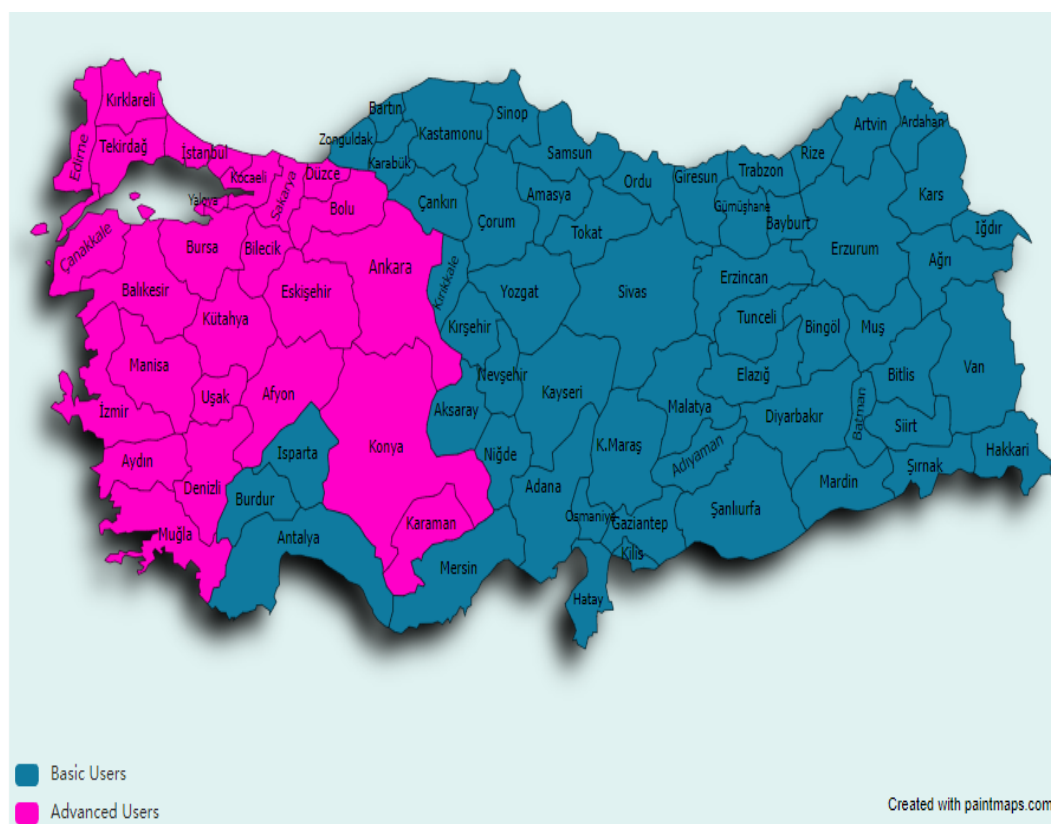 Kırklareli
Edirne
Tekirdağ
İstanbul
Kocaeli
Yalova
Sakarya
Düzce
Bolu
Zonguldak
Bartın
Karabük
Kastamonu
Sinop
Çankırı
Çorum
Samsun
Amasya
Tokat
Ordu
Giresun
Trabzon
Gümüşhane
Bayburt
Rize
Artvin
Ardahan
Kars
Iğdır
Ağrı
Erzurum
Erzincan
Çanakkale
Balıkesir
Bursa
Bilecik
Eskişehir
Kütahya
Ankara
Kırıkkale
Kırşehir
Yozgat
Sivas
Tunceli
Bingöl
Muş
Bitlis
Van
Manisa
İzmir
Uşak
Afyon
Konya
Aksaray
Nevşehir
Kayseri
Niğde
Malatya
Elazığ
Diyarbakır
Batman
Siirt
Şırnak
Hakkari
Aydın
Denizli
Muğla
Isparta
Burdur
Antalya
Karaman
Mersin
Adana
K.Maraş
Osmaniye
Gaziantep
Kilis
Hatay
Adıyaman
Şanlıurfa
Mardin
Basic Users
Advanced Users
Created with paintmaps.com